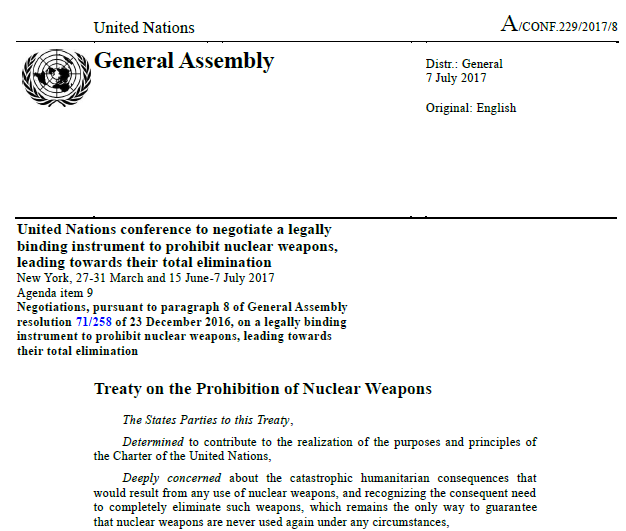 United Nations
A/CONF.229/2017/8
General Assembly
Distr.: General
7 July 2017
Original: English
United Nations conference to negotiate a legally
binding instrument to prohibit nuclear weapons,
leading towards their total elimination
New York, 27-31 March and 15 June-7 July 2017
Agenda item 9
Negotiations, pursuant to paragraph 8 of General Assembly
resolution 71/258 of 23 December 2016, on a legally binding
instrument to prohibit nuclear weapons, leading towards
their total elimination
Treaty on the Prohibition of Nuclear Weapons
The States Parties to this Treaty,
Determined to contribute to the realization of the purposes and principles of
the Charter of the United Nations,
Deeply concerned about the catastrophic humanitarian consequences that
would result from any use of nuclear weapons, and recognizing the consequent need
to completely eliminate such weapons, which remains the only way to guarantee
that nuclear weapons are never used again under any circumstances,